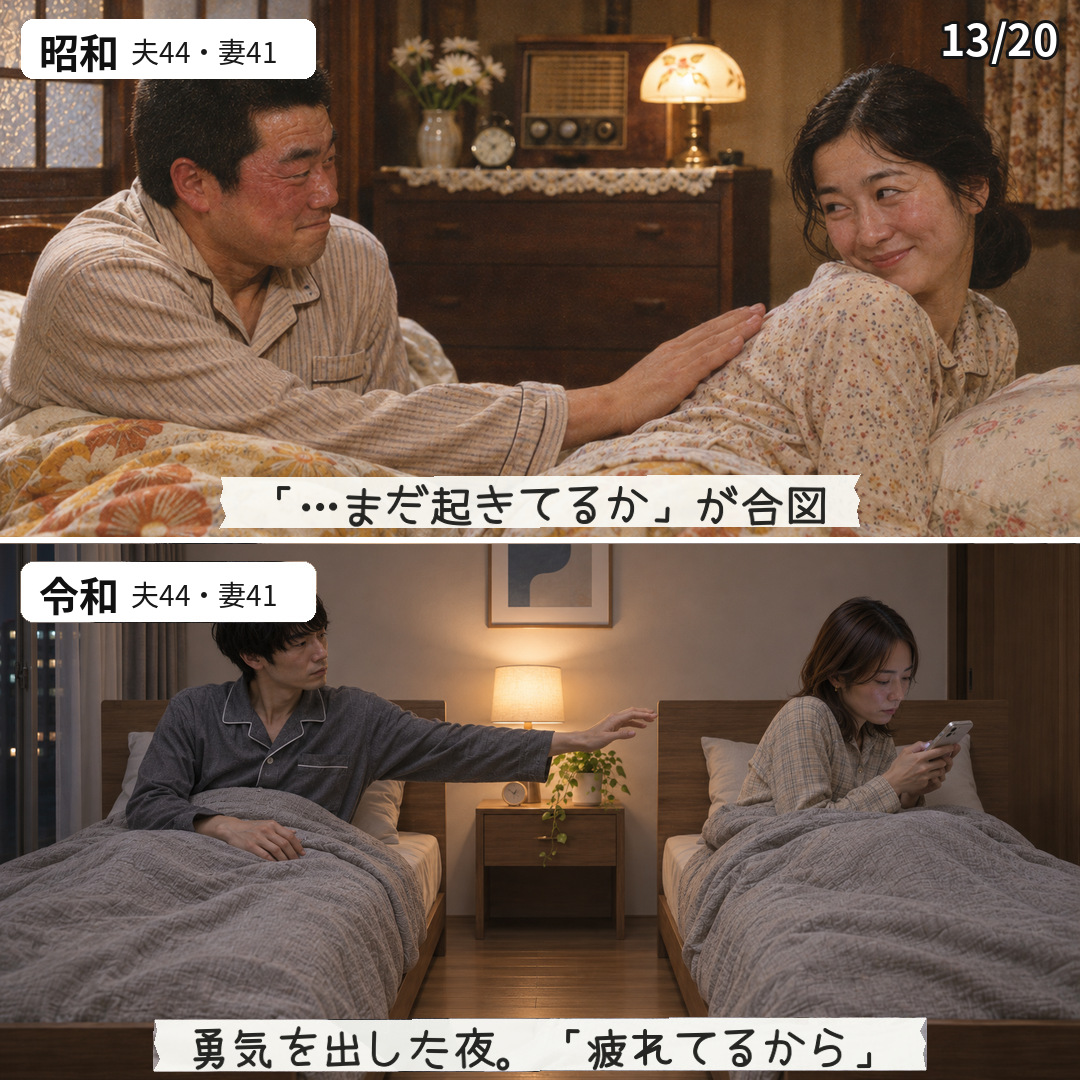 昭和 夫44・妻41
13/20
「…まだ起きてるか」が合図
令和 夫44・妻41
勇気を出した夜。「疲れてるから」